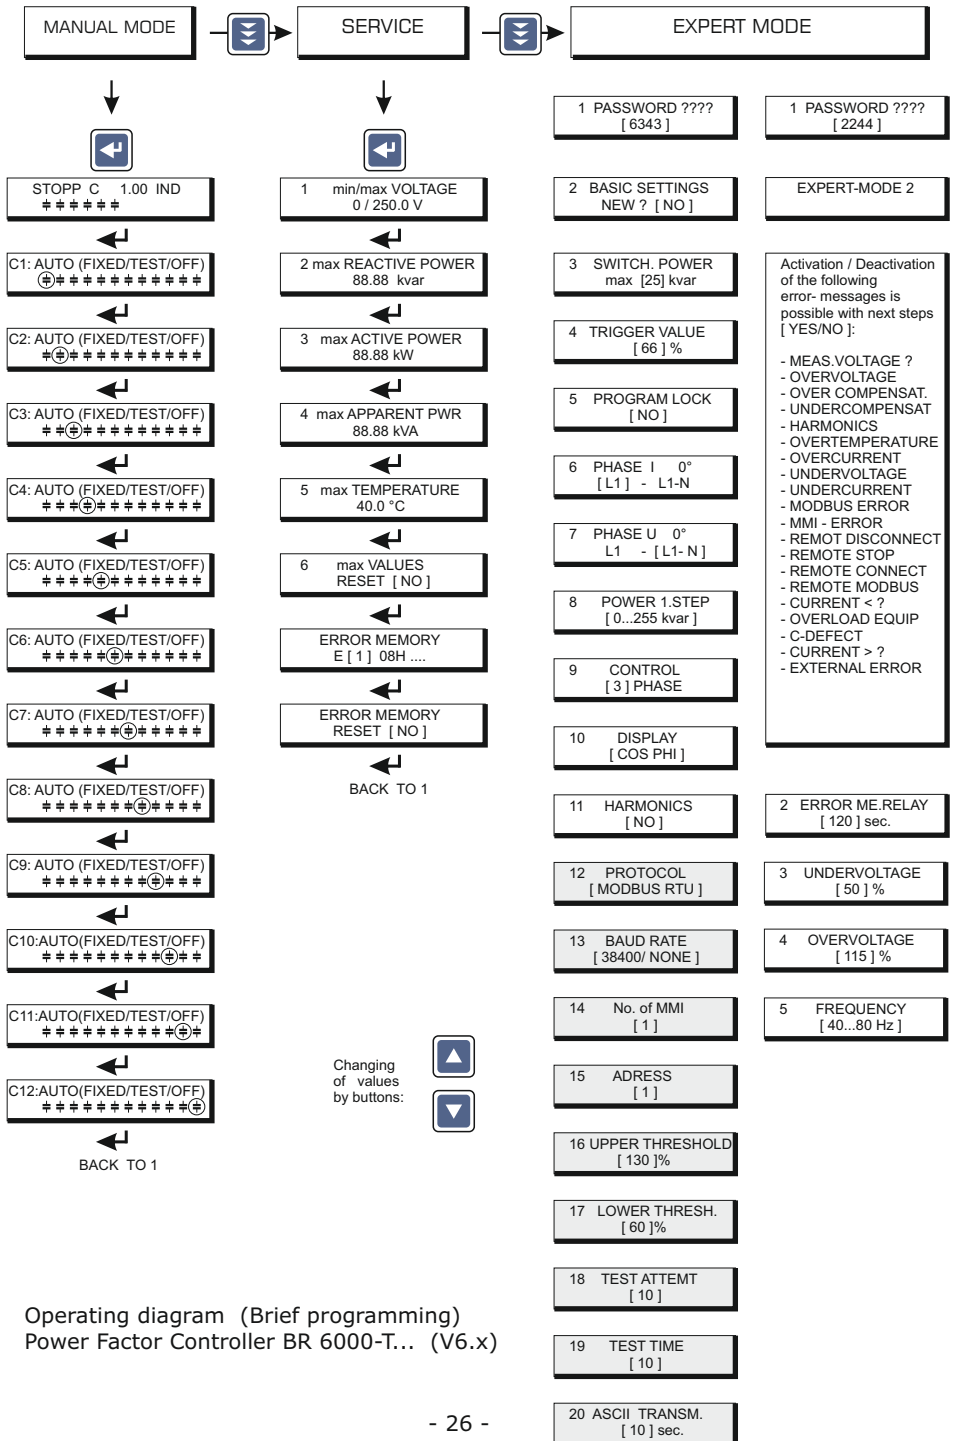 MANUAL MODE
SERVICE
EXPERT MODE
STOPP C 1.00 IND
C1: AUTO (FIXED/TEST/OFF)
C2: AUTO (FIXED/TEST/OFF)
C3: AUTO (FIXED/TEST/OFF)
C4: AUTO (FIXED/TEST/OFF)
C5: AUTO (FIXED/TEST/OFF)
C6: AUTO (FIXED/TEST/OFF)
C7: AUTO (FIXED/TEST/OFF)
C8: AUTO (FIXED/TEST/OFF)
C9: AUTO (FIXED/TEST/OFF)
C10:AUTO(FIXED/TEST/OFF)
C11:AUTO(FIXED/TEST/OFF)
C12:AUTO(FIXED/TEST/OFF)
BACK TO 1
1 min/max VOLTAGE
0 / 250.0 V
2 max REACTIVE POWER
88.88 kvar
3 max ACTIVE POWER
88.88 kW
4 max APPARENT PWR
88.88 kVA
5 max TEMPERATURE
40.0 °C
6 max VALUES
RESET [ NO ]
ERROR MEMORY
E [ 1 ] 08H ....
ERROR MEMORY
RESET [ NO ]
BACK TO 1
Changing
of values
by buttons:
1 PASSWORD ????
[ 6343 ]
2 BASIC SETTINGS
NEW ? [ NO ]
3 SWITCH. POWER
max [25] kvar
4 TRIGGER VALUE
[ 66 ] %
5 PROGRAM LOCK
[ NO ]
6 PHASE I 0°
[ L1 ] - L1-N
7 PHASE U 0°
L1 - [ L1- N ]
8 POWER 1.STEP
[ 0...255 kvar ]
9 CONTROL
[ 3 ] PHASE
10 DISPLAY
[ COS PHI ]
11 HARMONICS
[ NO ]
12 PROTOCOL
[ MODBUS RTU ]
13 BAUD RATE
[ 38400/ NONE ]
14 No. of MMI
[ 1 ]
15 ADRESS
[ 1 ]
16 UPPER THRESHOLD
[ 130 ]%
17 LOWER THRESH.
[ 60 ]%
18 TEST ATTEMT
[ 10 ]
19 TEST TIME
[ 10 ]
20 ASCII TRANSM.
[ 10 ] sec.
1 PASSWORD ????
[ 2244 ]
EXPERT-MODE 2
Activation / Deactivation
of the following
error- messages is
possible with next steps
[ YES/NO ]:
- MEAS.VOLTAGE ?
- OVERVOLTAGE
- OVER COMPENSAT.
- UNDERCOMPENSAT
- HARMONICS
- OVERTEMPERATURE
- OVERCURRENT
- UNDERVOLTAGE
- UNDERCURRENT
- MODBUS ERROR
- MMI - ERROR
- REMOT DISCONNECT
- REMOTE STOP
- REMOTE CONNECT
- REMOTE MODBUS
- CURRENT < ?
- OVERLOAD EQUIP
- C-DEFECT
- CURRENT > ?
- EXTERNAL ERROR
2 ERROR ME.RELAY
[ 120 ] sec.
3 UNDERVOLTAGE
[ 50 ] %
4 OVERVOLTAGE
[ 115 ] %
5 FREQUENCY
[ 40...80 Hz ]
Operating diagram (Brief programming)
Power Factor Controller BR 6000-T... (V6.x)
- 26 -